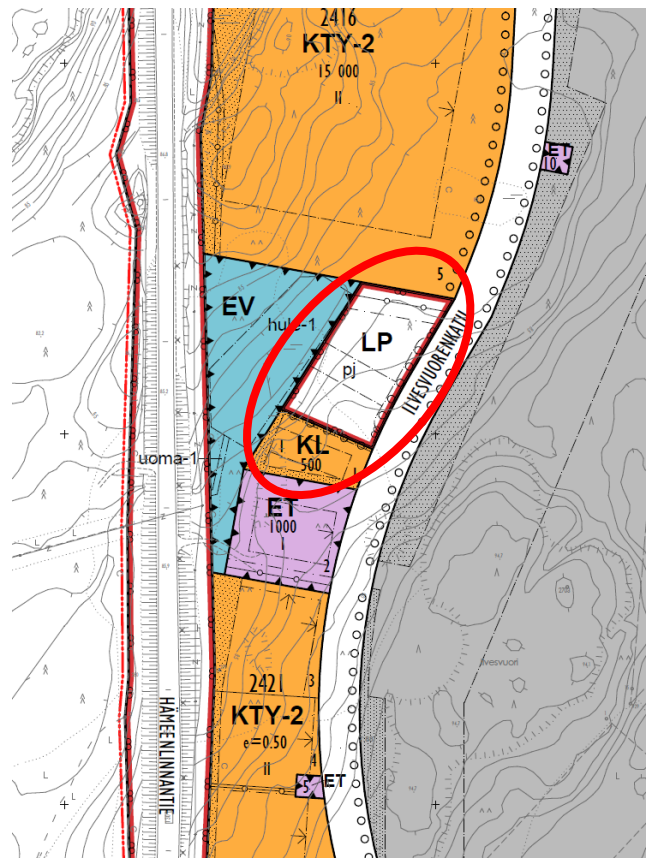 2416
KTY-2
15 000
II
ET
10
5
EV
hule-1
LP
pj
ILVESVUORENKATU
KL
I
500
I
uoma-1
ET
1000
I
2
2421
3
KTY-2
e=0.50
4
II
5
ET
HÄMEENLINNANTIE
Ilvesvuori